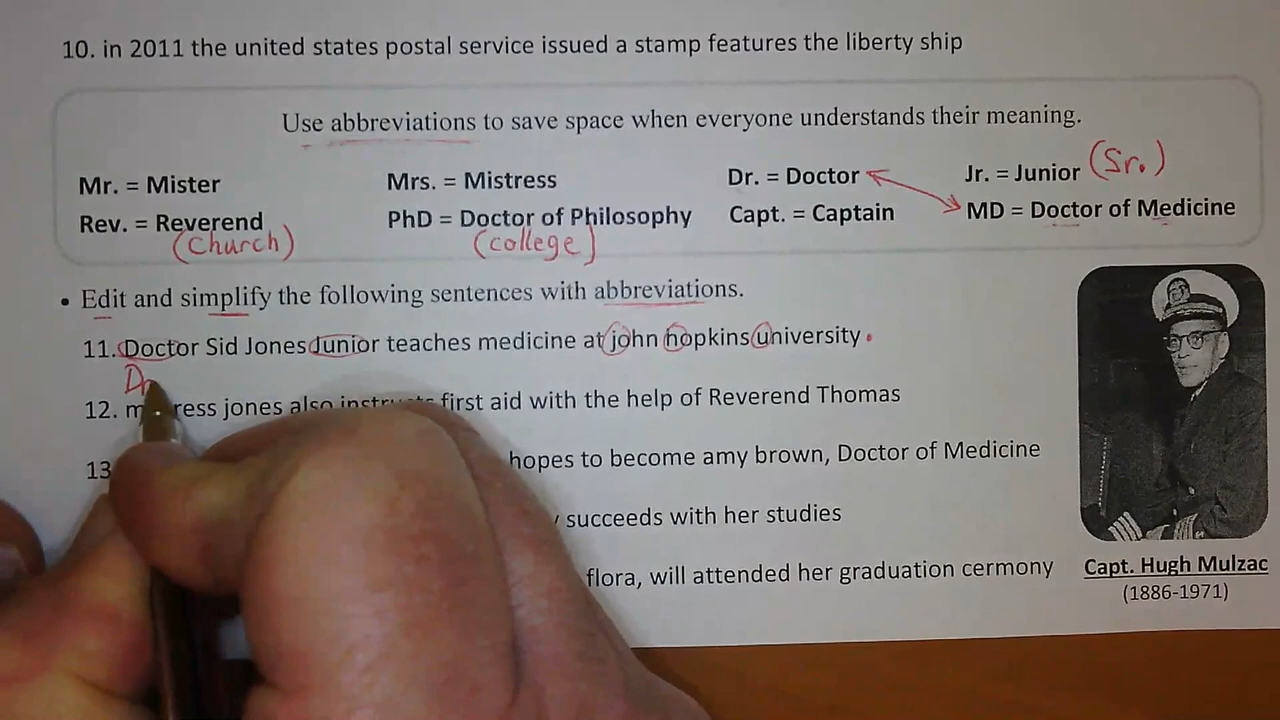 10. in 2011 the united states postal service issued a stamp features the liberty ship
Use abbreviations to save space when everyone understands their meaning.
Mr. = Mister Mrs. = Mistress Dr. = Doctor Jr. = Junior (Sr.)
Rev. = Reverend PhD = Doctor of Philosophy Capt. = Captain MD = Doctor of Medicine
(church) (college)
• Edit and simplify the following sentences with abbreviations.
11. Doctor Sid Jones Junior teaches medicine at john hopkins university.
Dr
12. jones also first aid with the help of Reverend Thomas
13 hopes to become amy brown, Doctor of Medicine
succeeds with her studies
flora, will attended her graduation cermony
Capt. Hugh Mulzac
(1886-1971)